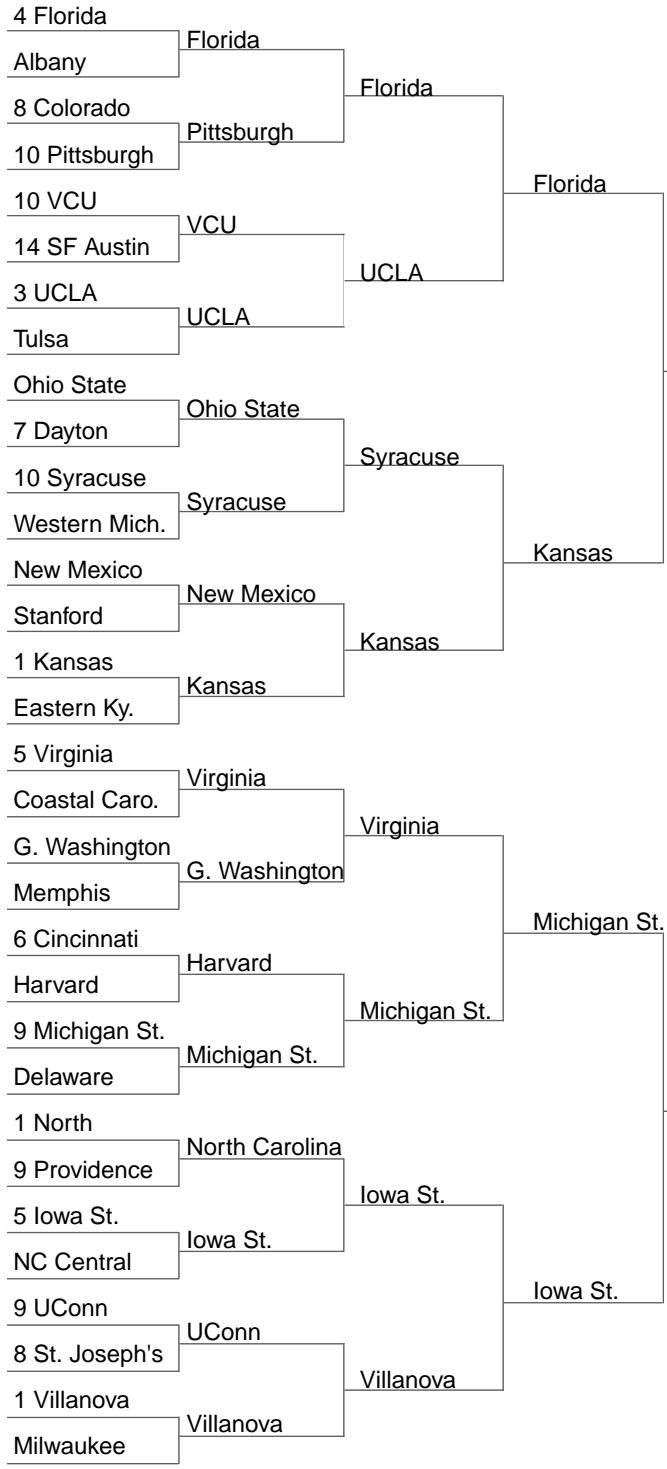 4 Florida
Albany
8 Colorado
10 Pittsburgh
10 VCU
14 SF Austin
3 UCLA
Tulsa
Ohio State
7 Dayton
10 Syracuse
Western Mich.
New Mexico
Stanford
1 Kansas
Eastern Ky.
5 Virginia
Coastal Caro.
G. Washington
Memphis
6 Cincinnati
Harvard
9 Michigan St.
Delaware
1 North
9 Providence
5 Iowa St.
NC Central
9 UConn
8 St. Joseph's
1 Villanova
Milwaukee
Florida
Pittsburgh
VCU
UCLA
Ohio State
Syracuse
New Mexico
Kansas
Virginia
G. Washington
Harvard
Michigan St.
North Carolina
Iowa St.
UConn
Villanova
Florida
UCLA
Syracuse
Kansas
Virginia
Michigan St.
Iowa St.
Villanova
Florida
Kansas
Michigan St.
Iowa St.